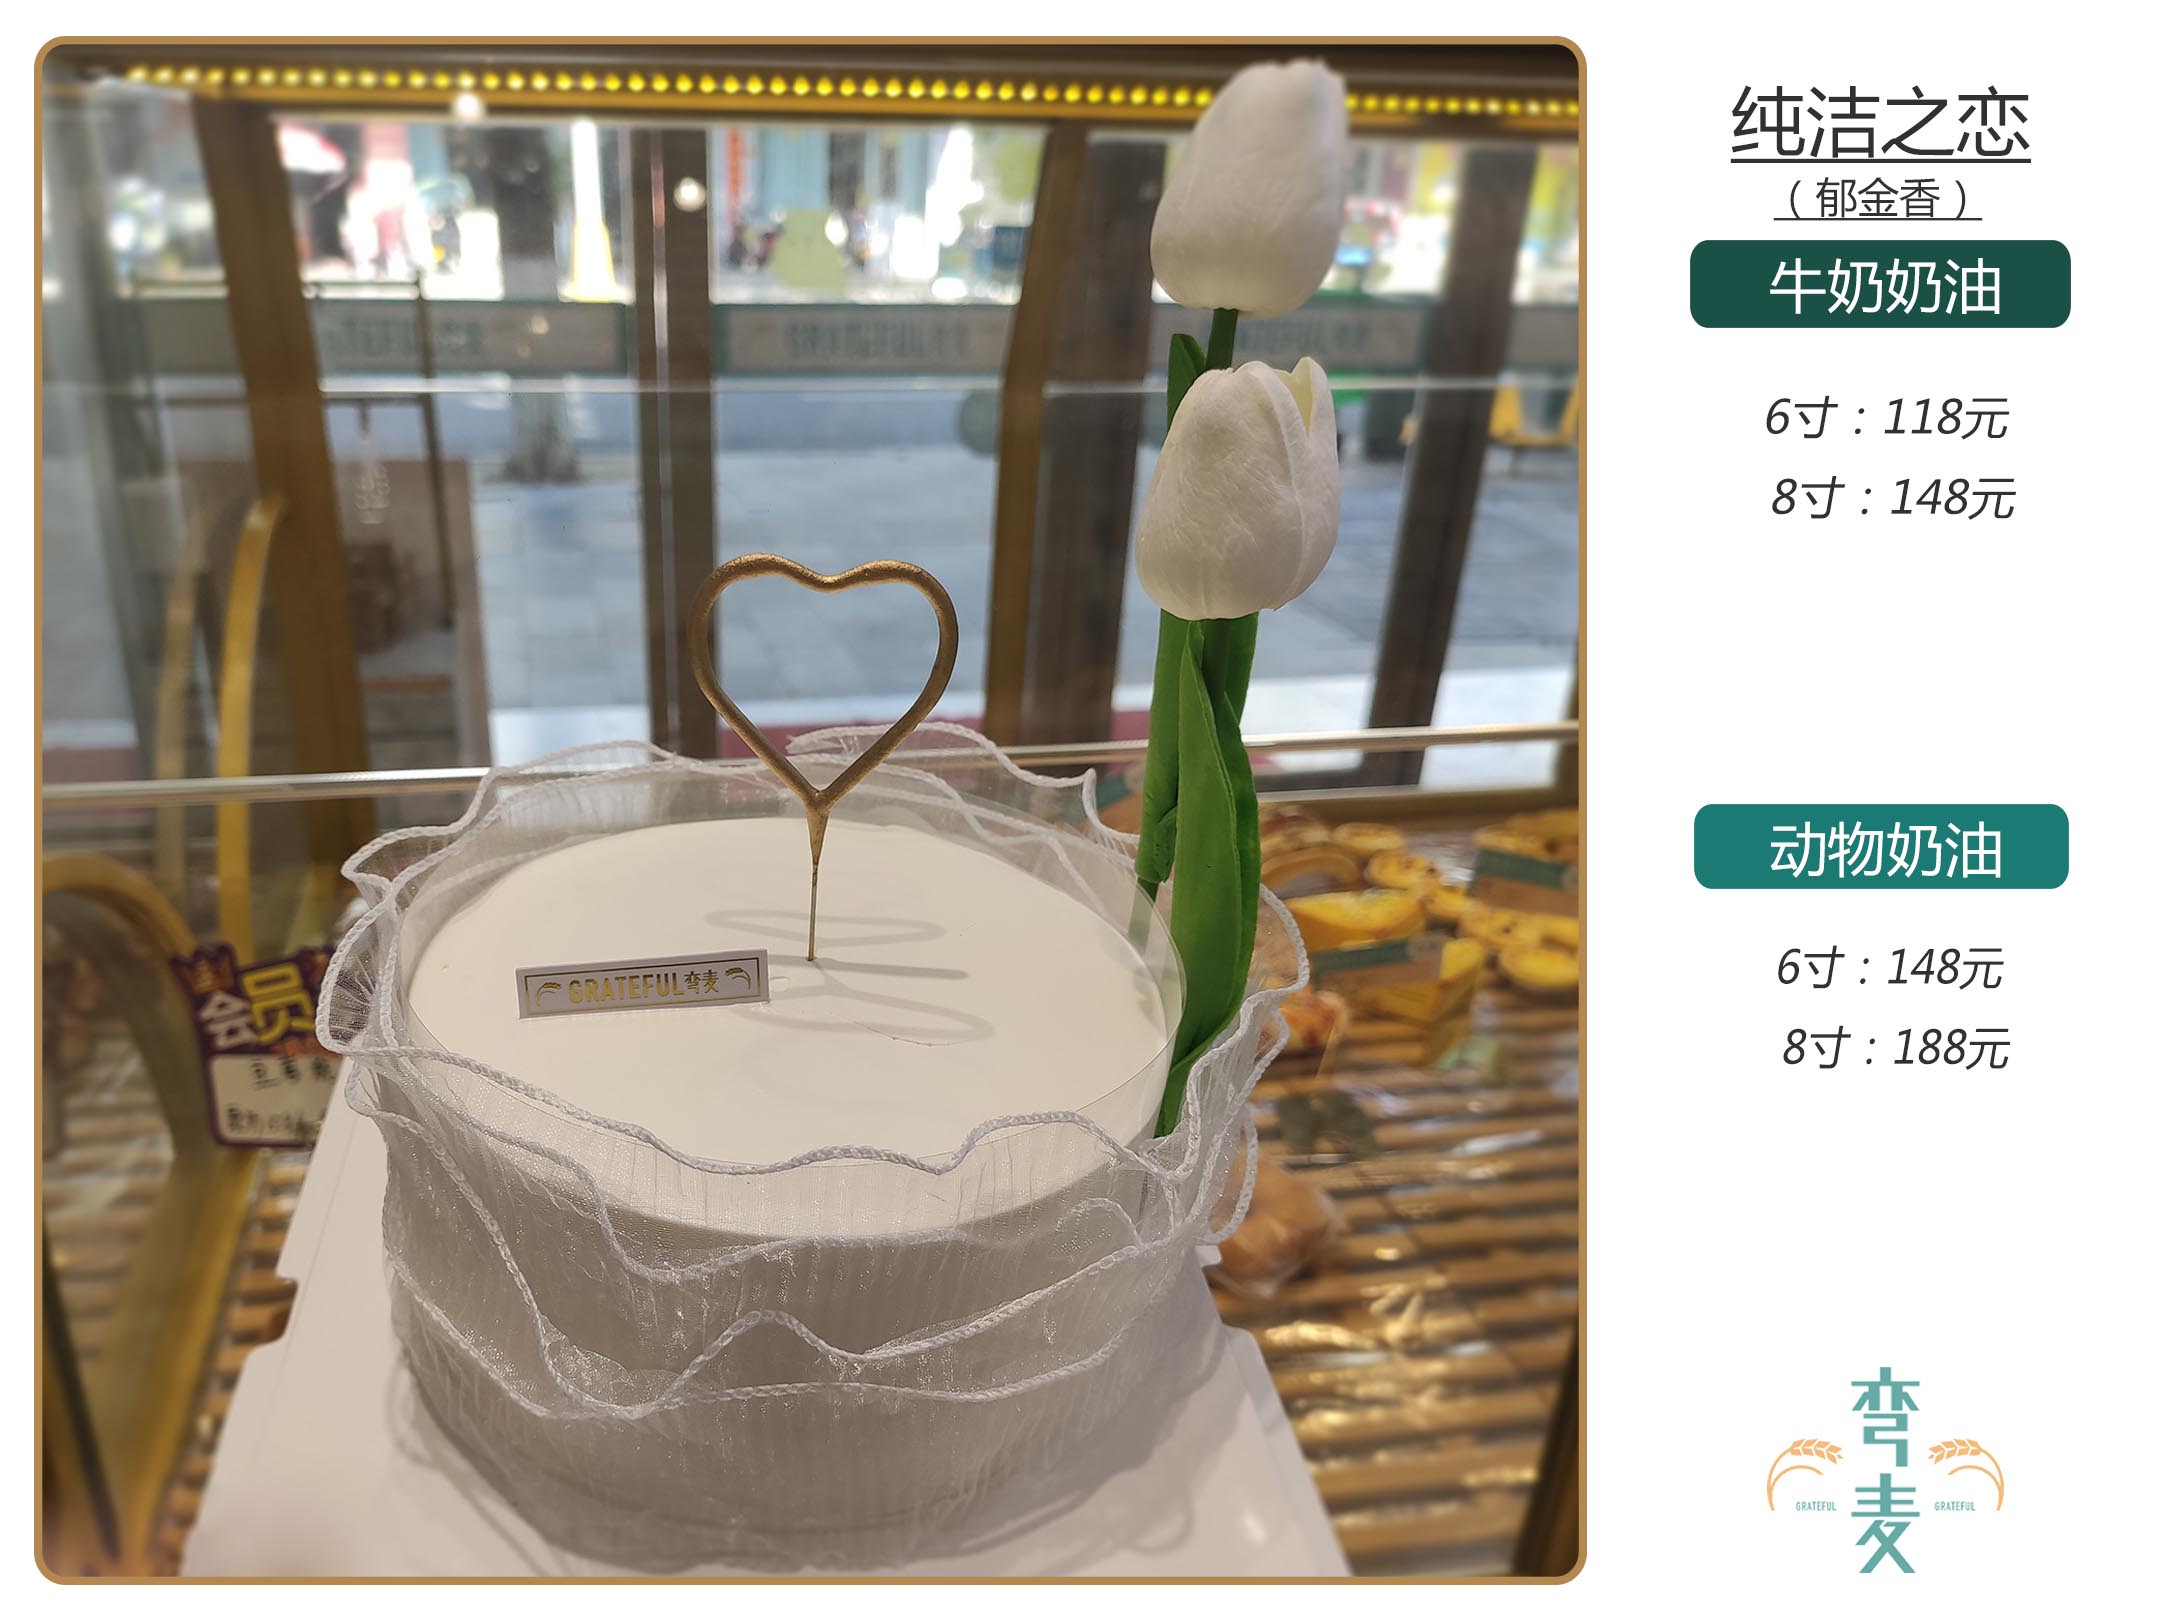 纯洁之恋
（郁金香）
牛奶奶油
6寸：118元
8寸：148元
动物奶油
6寸：148元
8寸：188元
弯麦
GRATEFUL GRATEFUL
GRATEFUL弯麦
会员